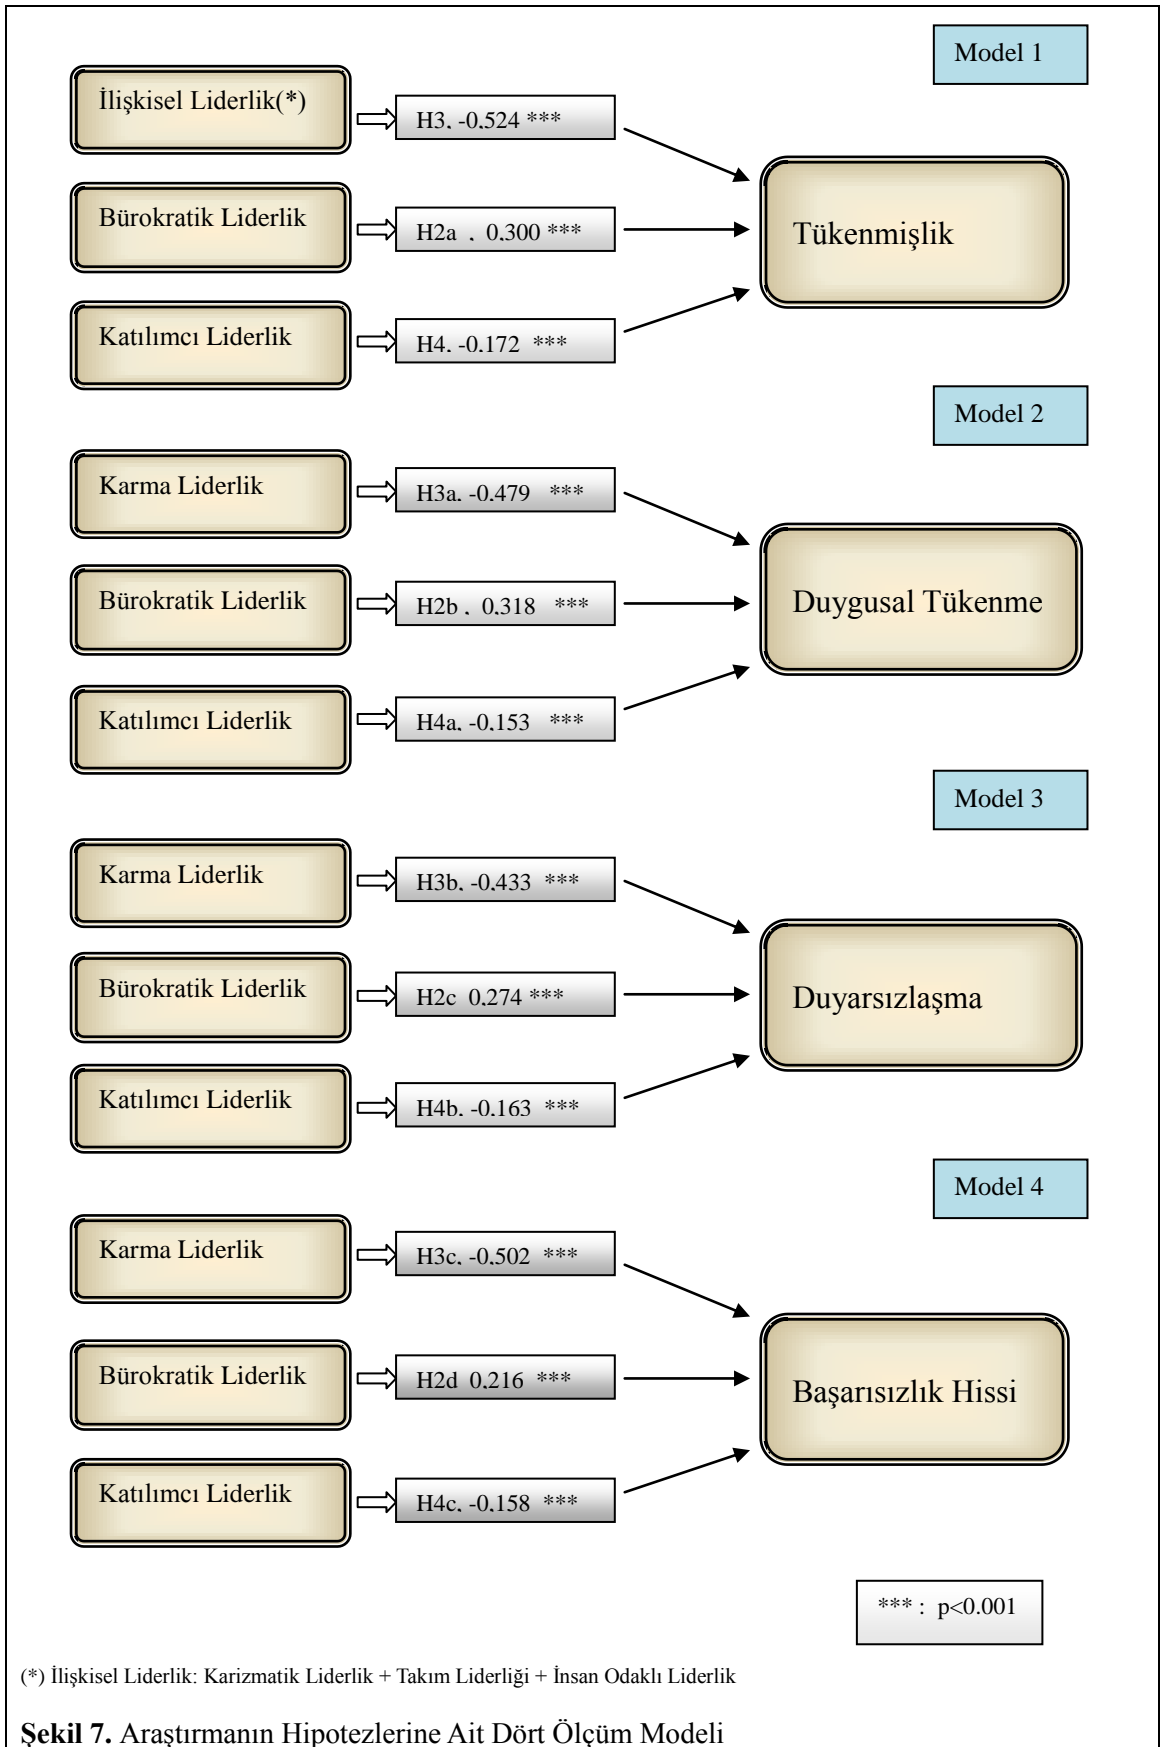 Model 1
İlişkisel Liderlik(*)
H3, -0,524 ***
Bürokratik Liderlik
H2a , 0,300 ***
Tükenmişlik
Katılımcı Liderlik
H4, -0,172 ***
Model 2
Karma Liderlik
H3a, -0,479 ***
Bürokratik Liderlik
H2b , 0,318 ***
Duygusal Tükenme
Katılımcı Liderlik
H4a, -0,153 ***
Model 3
Karma Liderlik
H3b, -0,433 ***
Bürokratik Liderlik
H2c 0,274 ***
Duyarsızlaşma
Katılımcı Liderlik
H4b, -0,163 ***
Model 4
Karma Liderlik
H3c, -0,502 ***
Bürokratik Liderlik
H2d 0,216 ***
Başarısızlık Hissi
Katılımcı Liderlik
H4c, -0,158 ***
*** : p<0.001
(*) İlişkisel Liderlik: Karizmatik Liderlik + Takım Liderliği + İnsan Odaklı Liderlik
Şekil 7. Araştırmanın Hipotezlerine Ait Dört Ölçüm Modeli